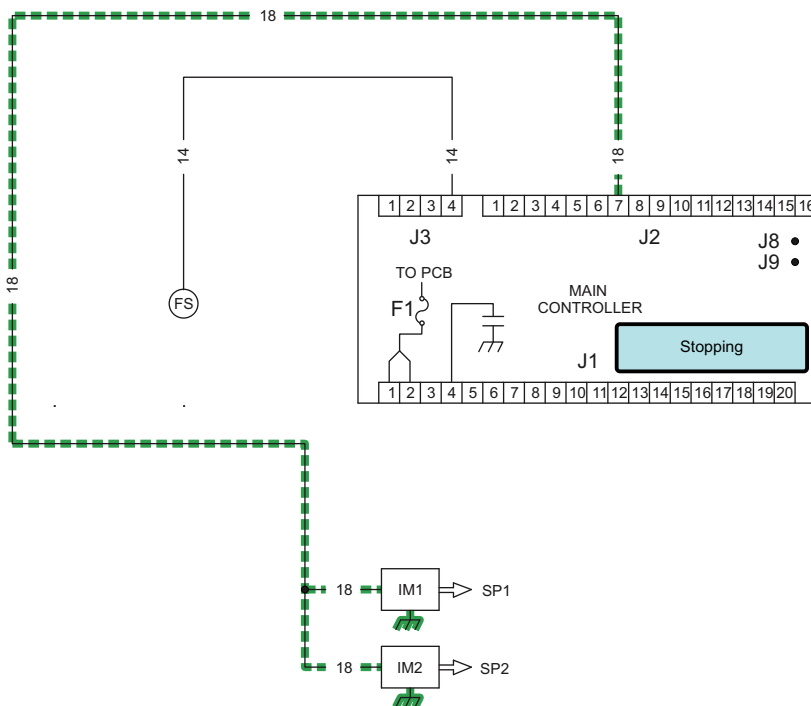 18
14
14
18
1 2 3 4
1 2 3 4 5 6 7 8 9 10 11 12 13 14 15 16
J3
J2
J8
J9
TO PCB
18
FS
F1
MAIN
CONTROLLER
J1
Stopping
1 2 3 4 5 6 7 8 9 10 11 12 13 14 15 16 17 18 19 20
18
IM1
SP1
18
IM2
SP2